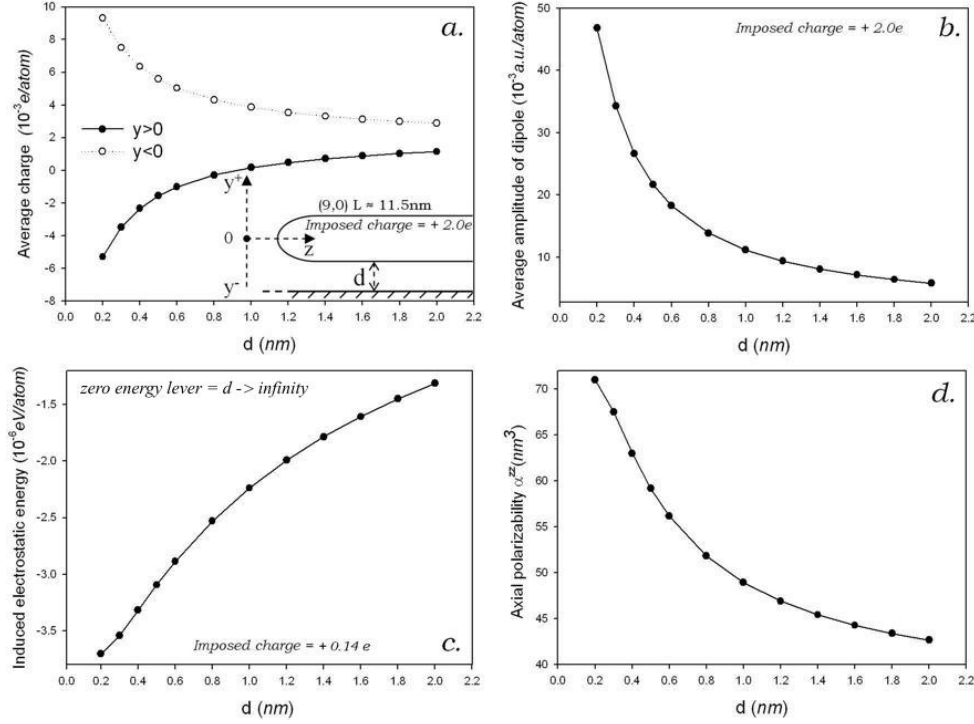 a.
Average charge (10⁻³e/atom)
10
8
6
4
2
0
-2
-4
-6
-8
y>0
y<0
y⁺
0
z
y⁻
(9,0) L ≈ 11.5nm
Imposed charge = + 2.0e
d
0.0 0.2 0.4 0.6 0.8 1.0 1.2 1.4 1.6 1.8 2.0 2.2
d (nm)
b.
Imposed charge = + 2.0e
Average amplitude of dipole (10⁻³a.u./atom)
50
40
30
20
10
0.0 0.2 0.4 0.6 0.8 1.0 1.2 1.4 1.6 1.8 2.0 2.2
d (nm)
zero energy lever = d -> infinity
Induced electrostatic energy (10⁻⁶eV/atom)
-1.5
-2.0
-2.5
-3.0
-3.5
Imposed charge = + 0.14 e
c.
0.0 0.2 0.4 0.6 0.8 1.0 1.2 1.4 1.6 1.8 2.0 2.2
d (nm)
d.
Axial polarizability αᶻᶻ(nm³)
70
65
60
55
50
45
40
0.0 0.2 0.4 0.6 0.8 1.0 1.2 1.4 1.6 1.8 2.0 2.2
d (nm)